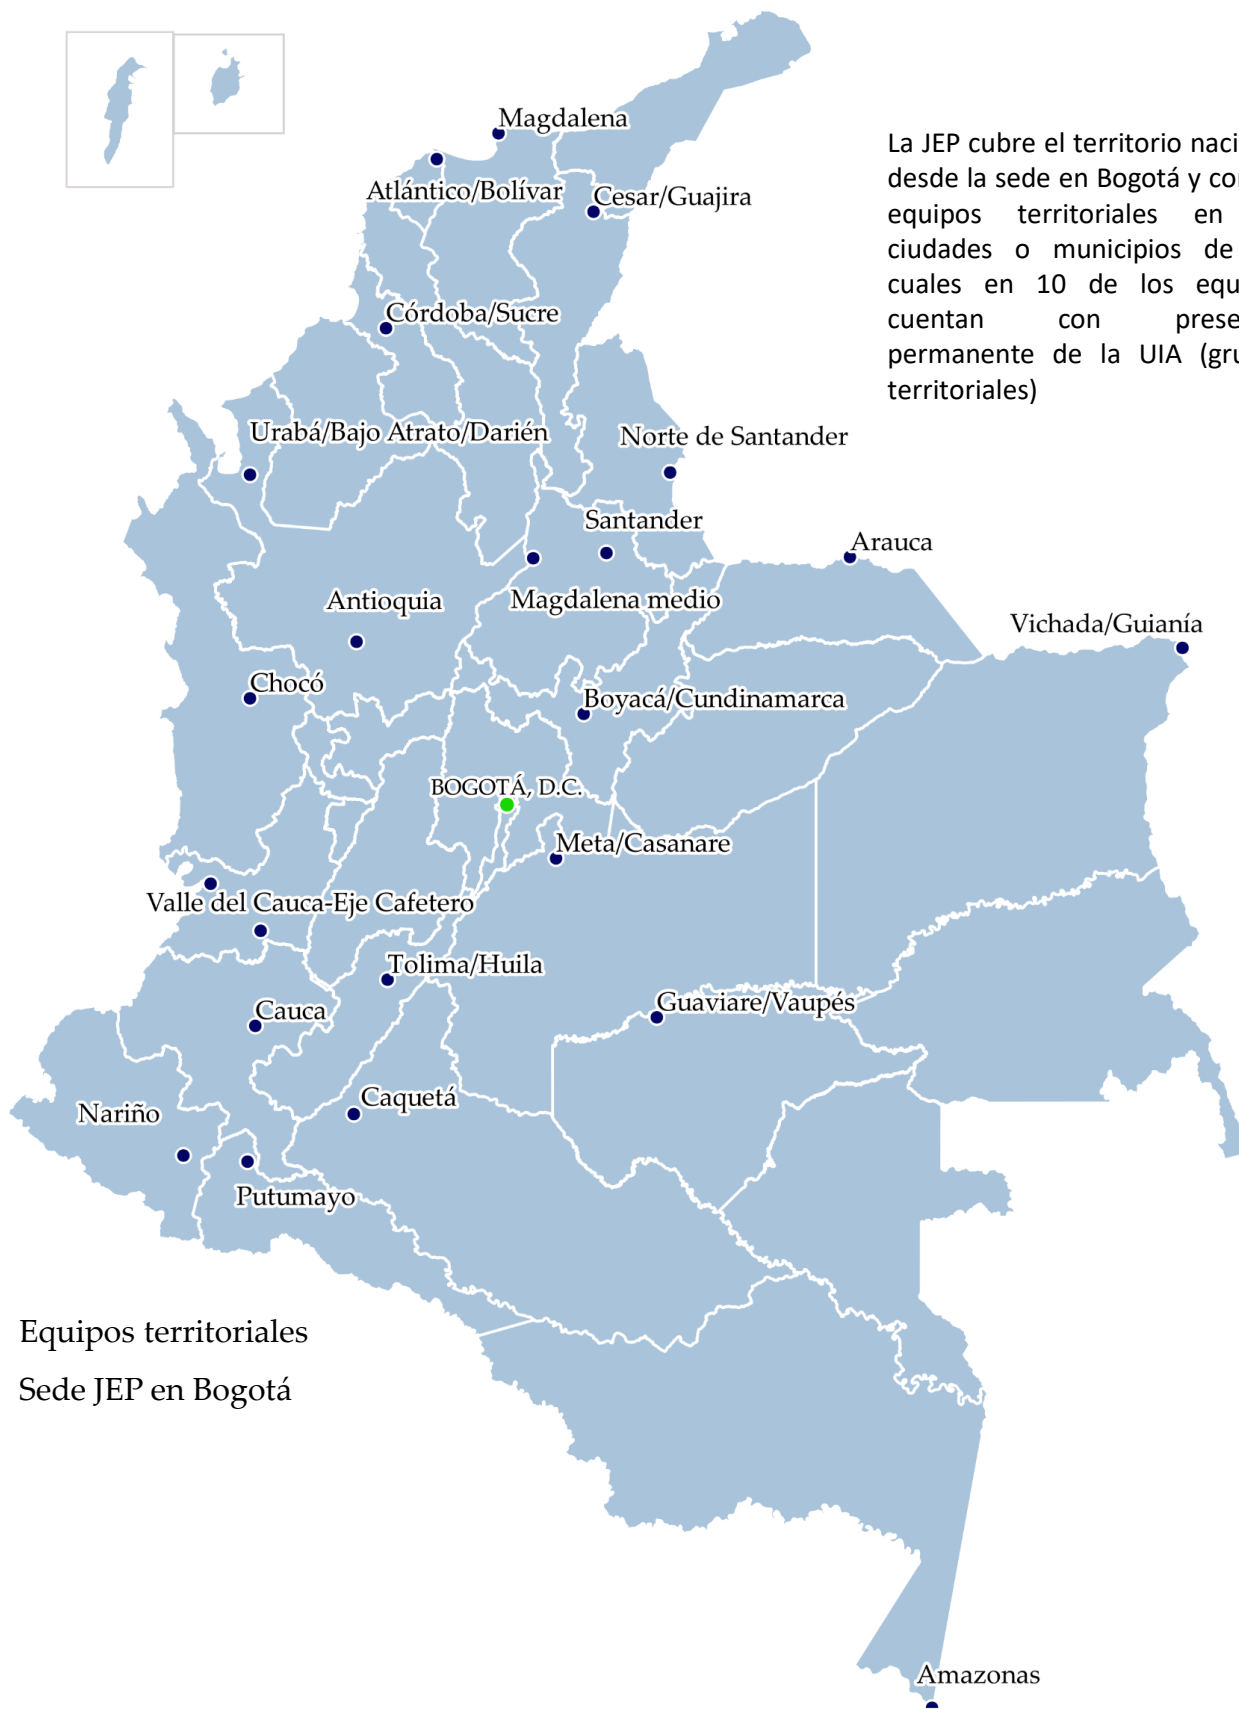 Magdalena
La JEP cubre el territorio naci
desde la sede en Bogotá y co
equipos territoriales en
ciudades o municipios de
cuales en 10 de los equ
cuentan con prese
permanente de la UIA (gru
territoriales)
Atlántico/Bolívar
Cesar/Guajira
Córdoba/Sucre
Urabá/Bajo Atrato/Darién
Norte de Santander
Santander
Arauca
Antioquia
Magdalena medio
Vichada/Guianía
Chocó
Boyacá/Cundinamarca
BOGOTÁ, D.C.
Meta/Casanare
Valle del Cauca-Eje Cafetero
Tolima/Huila
Guaviare/Vaupés
Cauca
Caquetá
Nariño
Putumayo
Equipos territoriales
Sede JEP en Bogotá
Amazonas